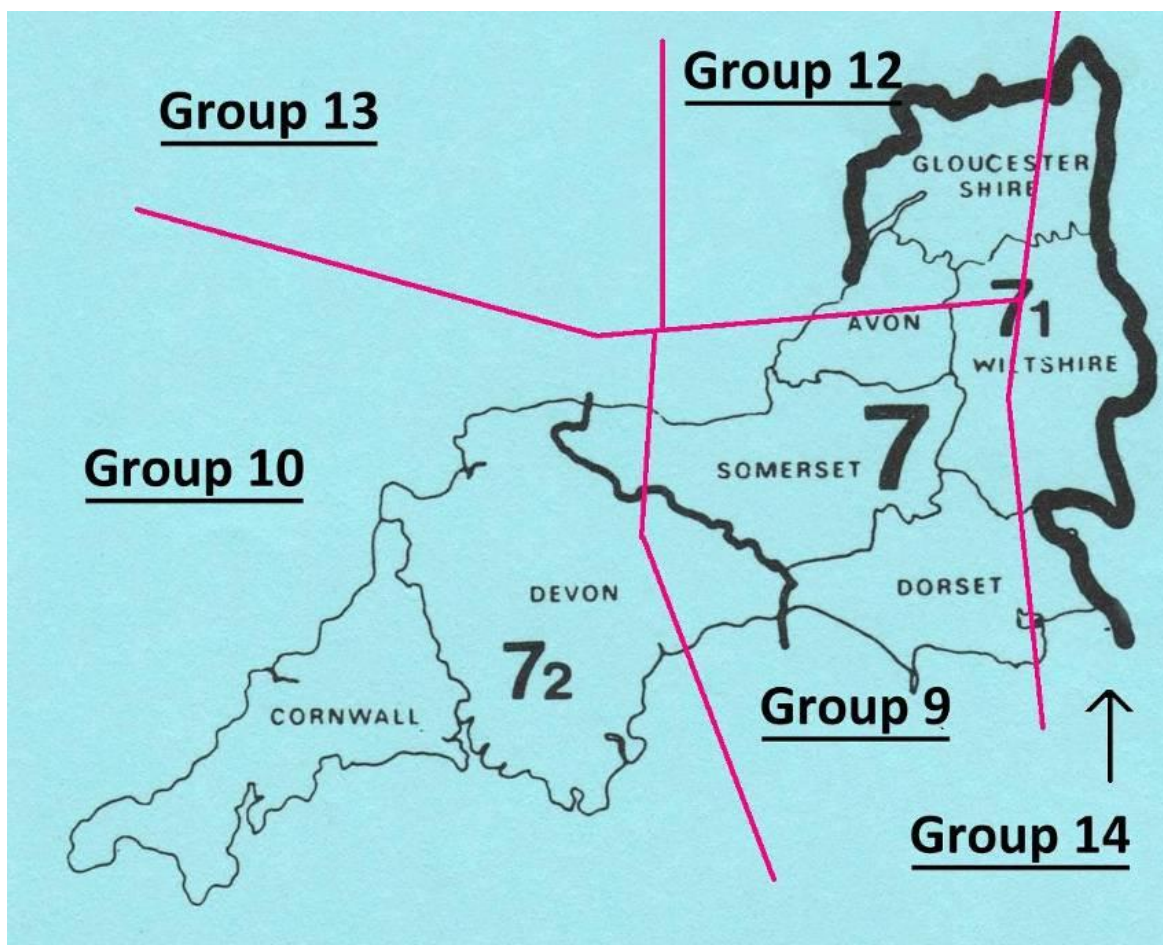 Group 12
Group 13
GLOUCESTER
SHIRE
71
AVON
WILTSHIRE
7
SOMERSET
Group 10
DORSET
DEVON
72
Group 9
CORNWALL
Group 14